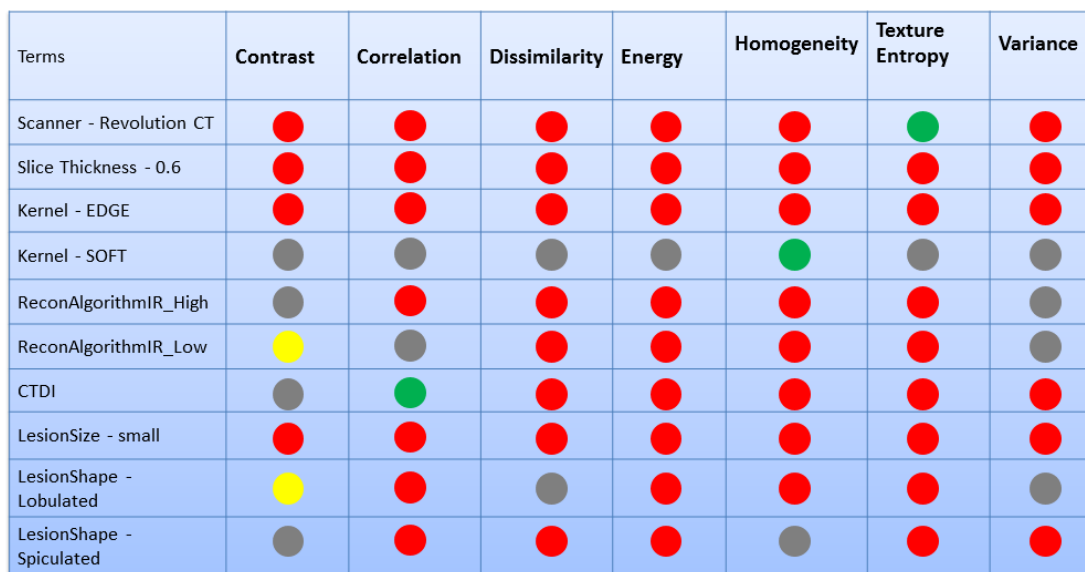 Terms Contrast Correlation Dissimilarity Energy Homogeneity Texture Entropy Variance
Scanner - Revolution CT
Slice Thickness - 0.6
Kernel - EDGE
Kernel - SOFT
ReconAlgorithmIR_High
ReconAlgorithmIR_Low
CTDI
LesionSize - small
LesionShape -
Lobulated
LesionShape -
Spiculated